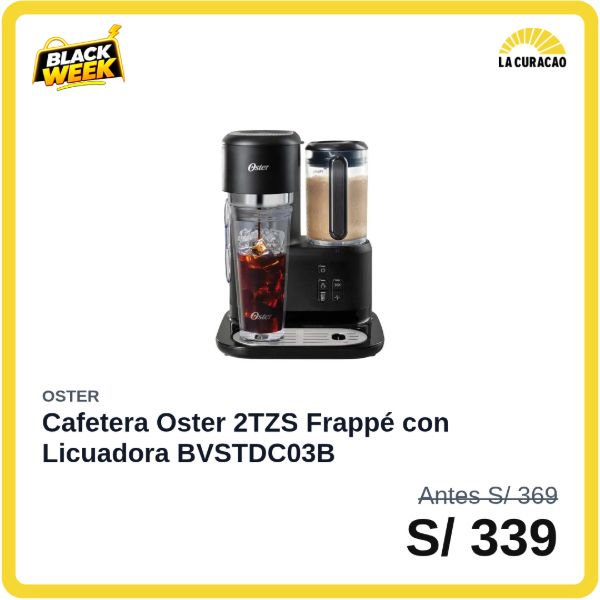 BLACK
WEEK
LA CURACAO
Oster
Oster
OSTER
Cafetera Oster 2TZS Frappé con
Licuadora BVSTDC03B
Antes S/ 369
S/ 339